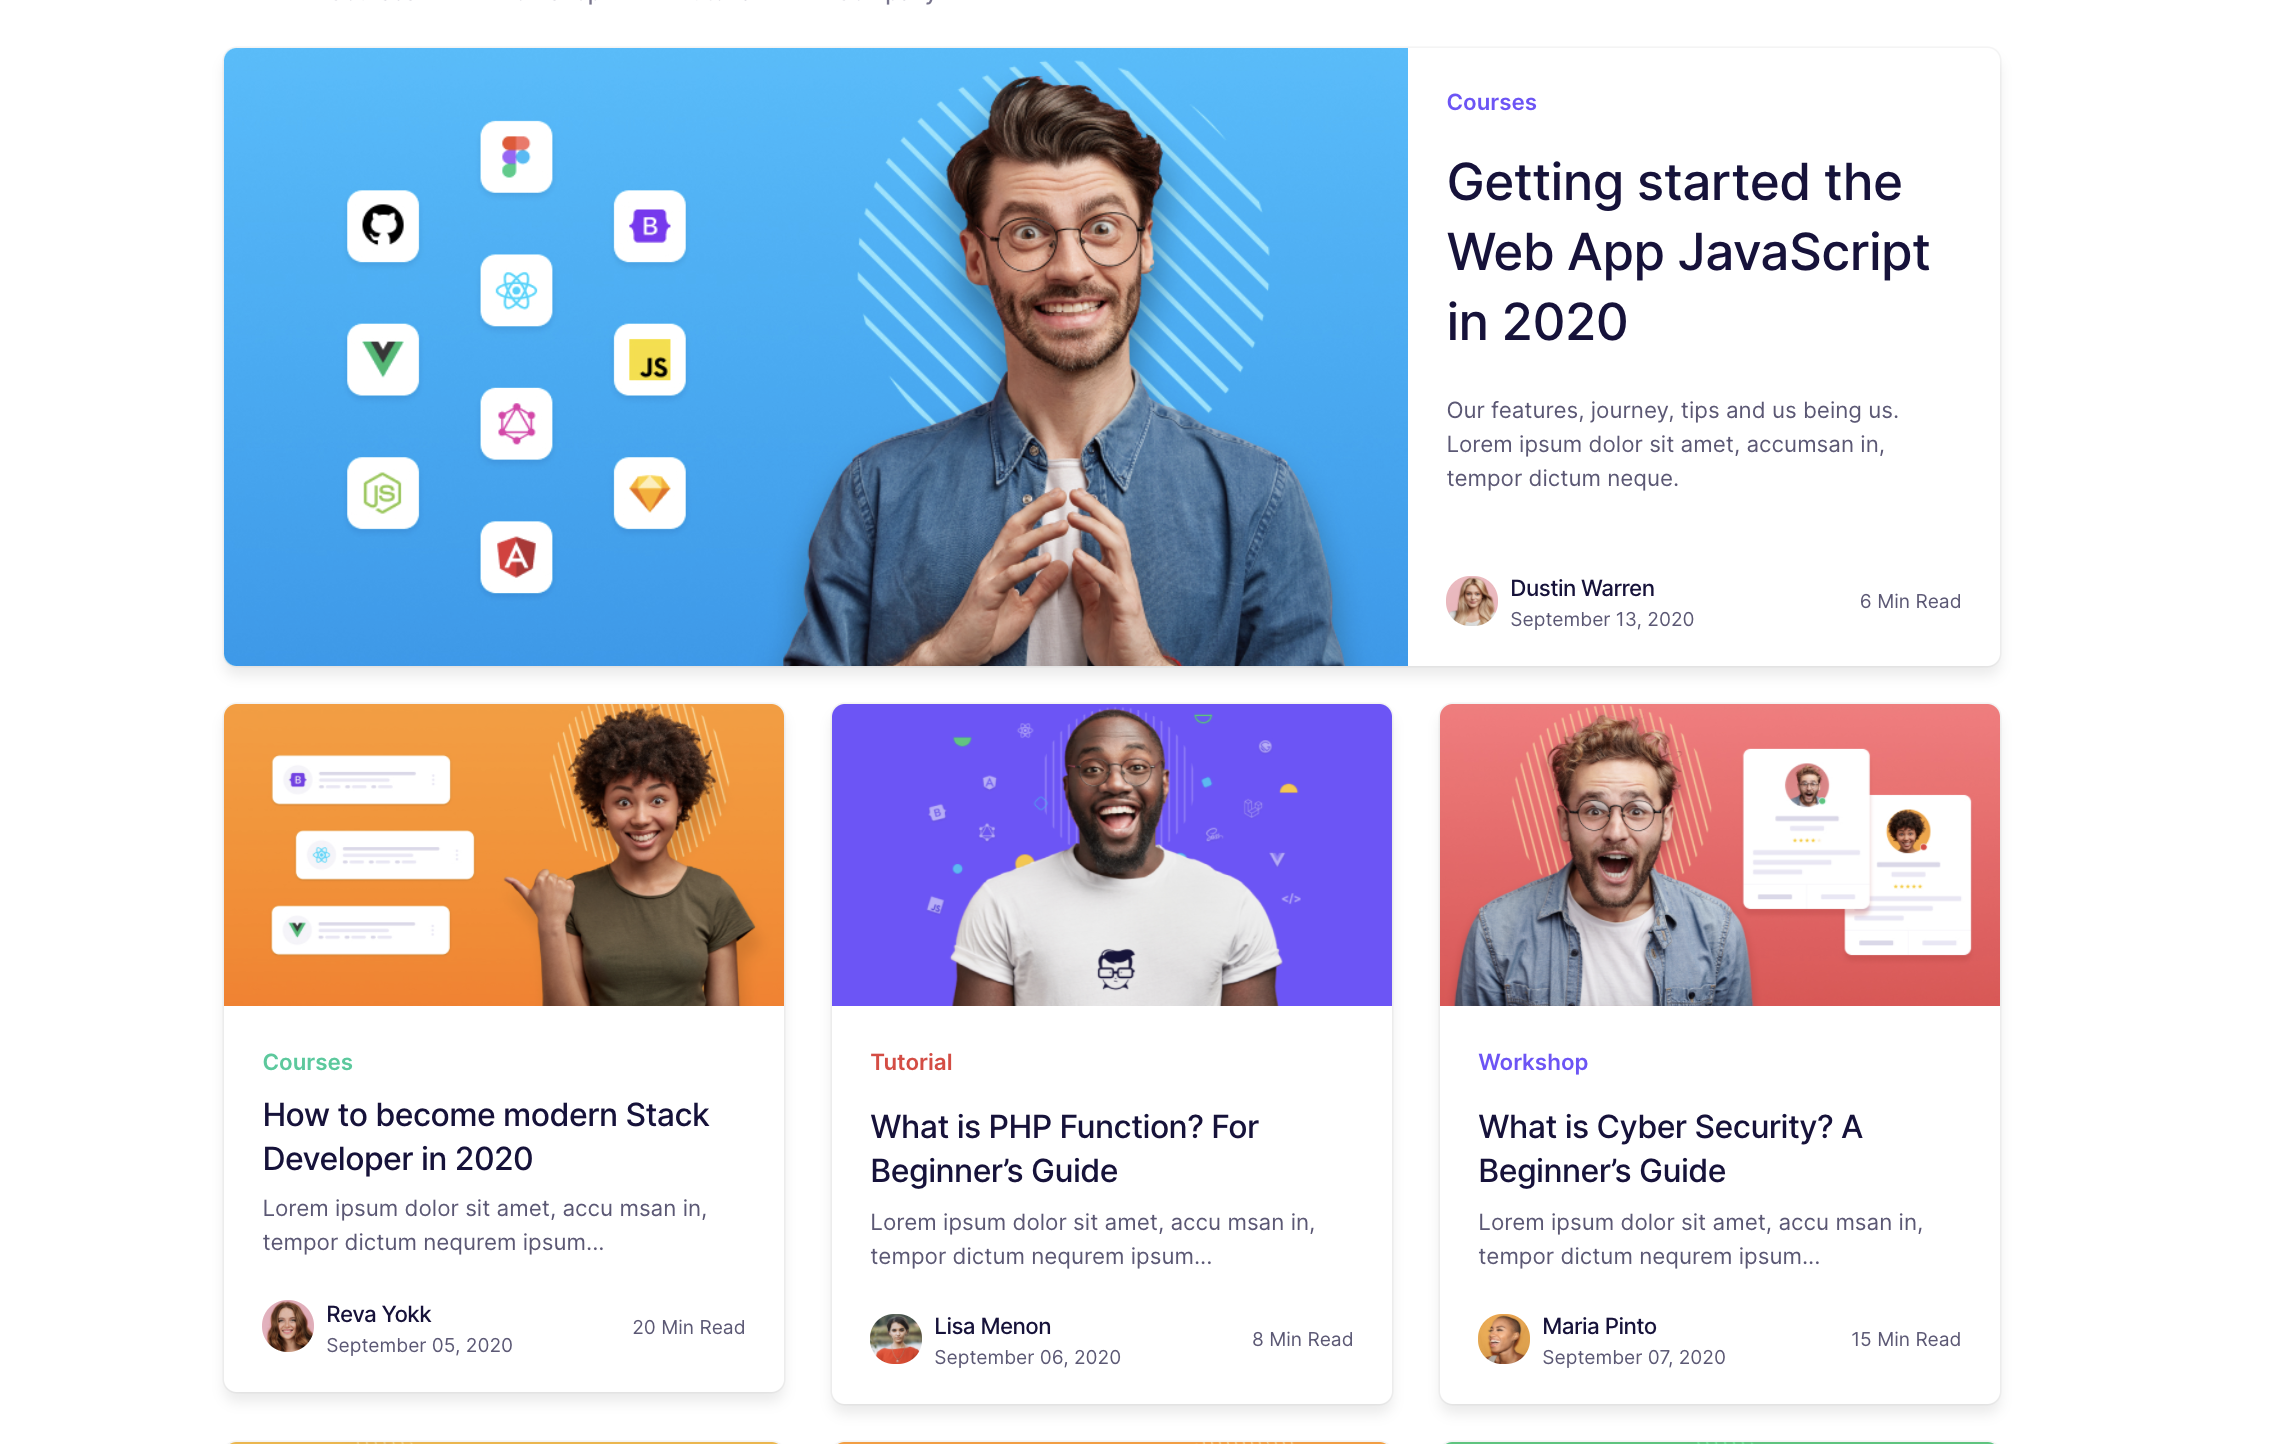 Courses
Getting started the
Web App JavaScript
in 2020
Our features, journey, tips and us being us.
Lorem ipsum dolor sit amet, accumsan in,
tempor dictum neque.
Dustin Warren
September 13, 2020
6 Min Read
B
JS
JS
A
Courses
How to become modern Stack
Developer in 2020
Lorem ipsum dolor sit amet, accu msan in,
tempor dictum nequrem ipsum...
Reva Yokk
September 05, 2020
20 Min Read
Tutorial
What is PHP Function? For
Beginner’s Guide
Lorem ipsum dolor sit amet, accu msan in,
tempor dictum nequrem ipsum...
Lisa Menon
September 06, 2020
8 Min Read
Workshop
What is Cyber Security? A
Beginner’s Guide
Lorem ipsum dolor sit amet, accu msan in,
tempor dictum nequrem ipsum...
Maria Pinto
September 07, 2020
15 Min Read